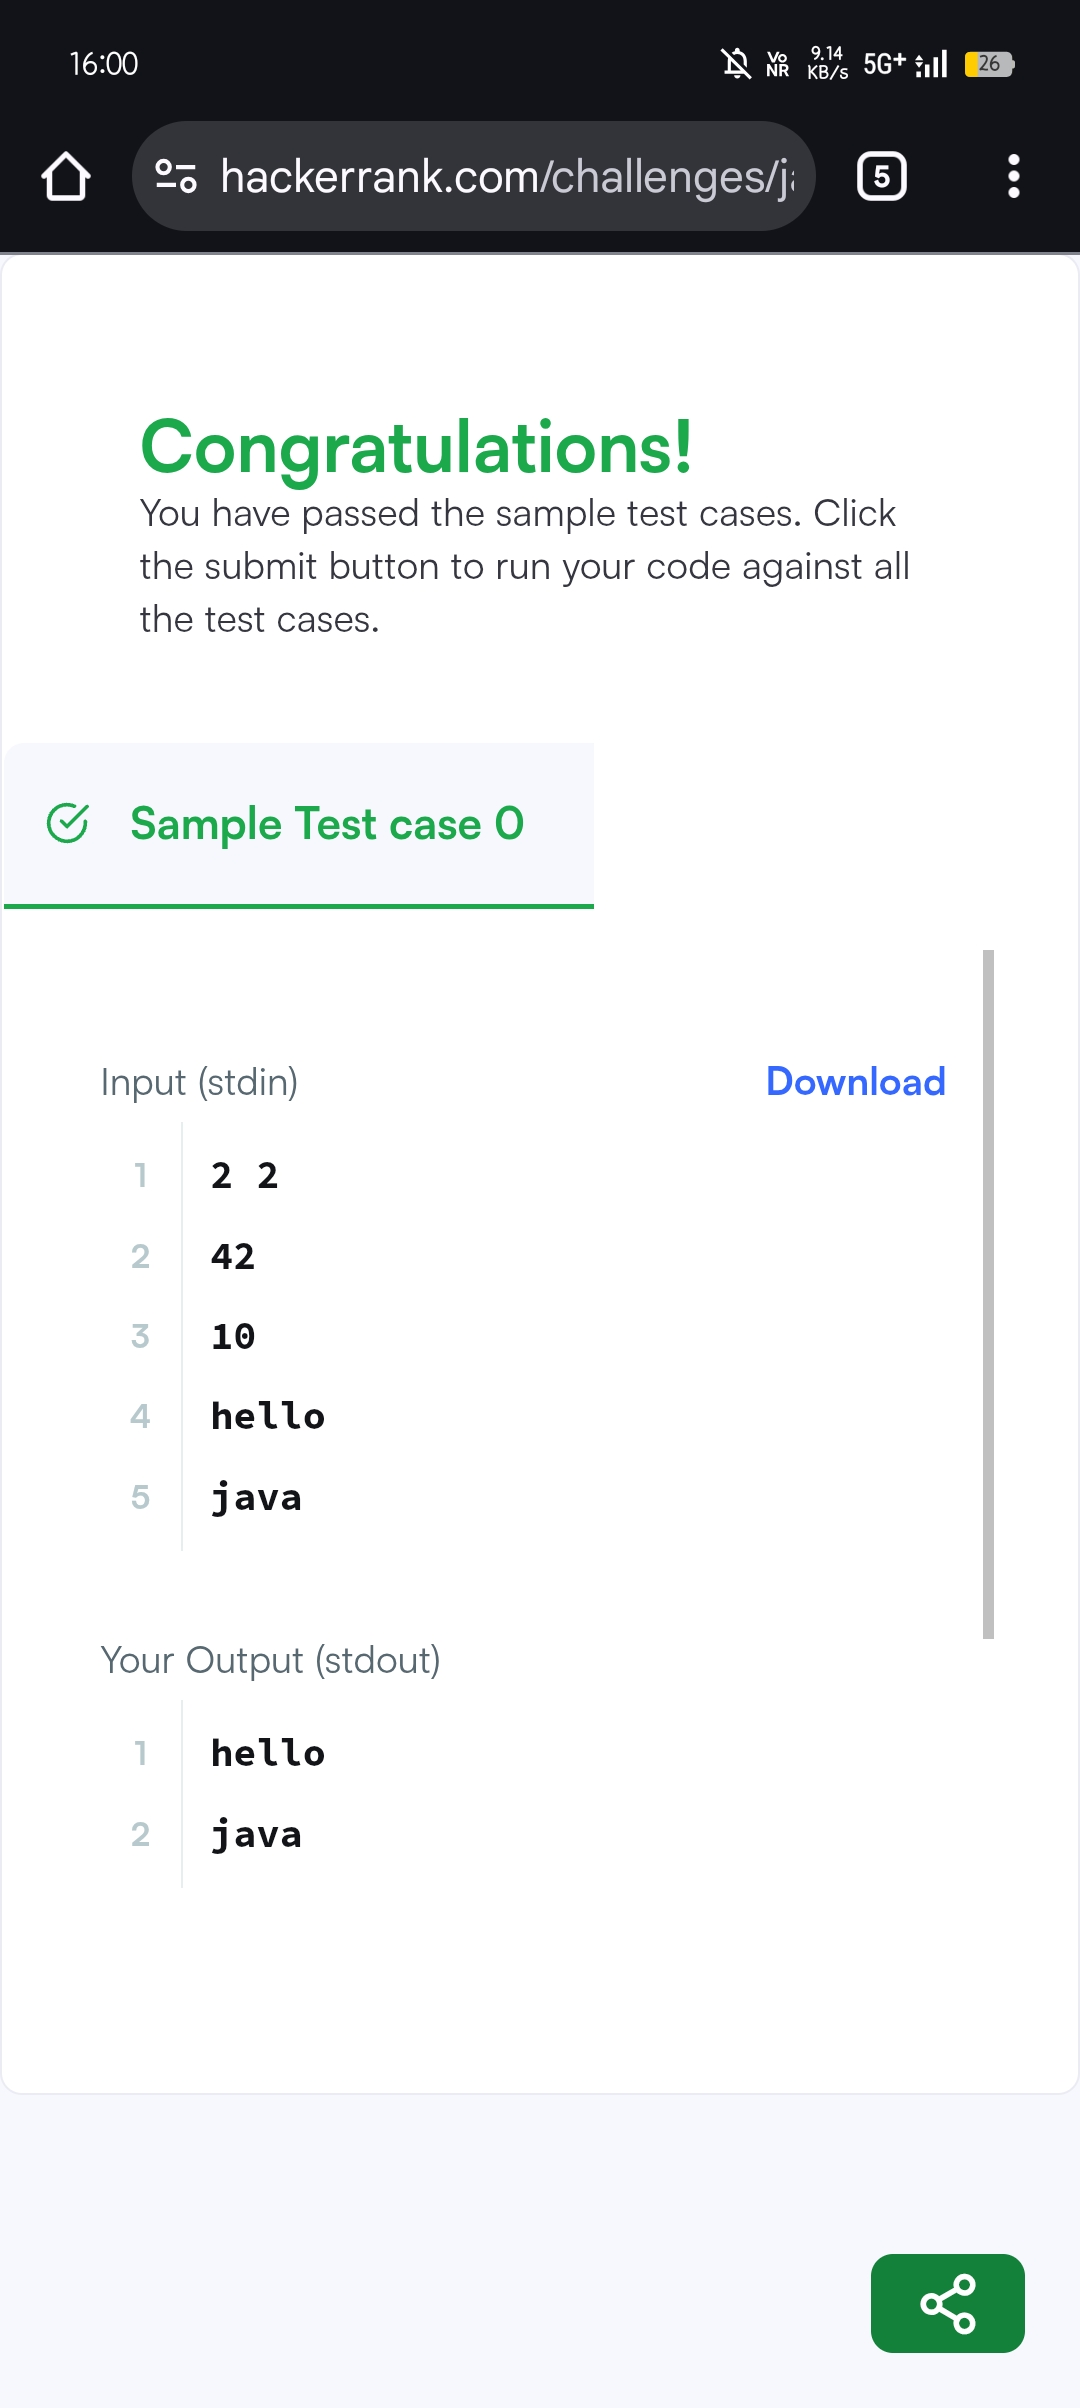 16:00
Vo
NR
9.14
KB/s
5G+
26
hackerrank.com/challenges/j
5
Congratulations!
You have passed the sample test cases. Click
the submit button to run your code against all
the test cases.
Sample Test case 0
Input (stdin)
Download
1 2 2
2 42
3 10
4 hello
5 java
Your Output (stdout)
1 hello
2 java